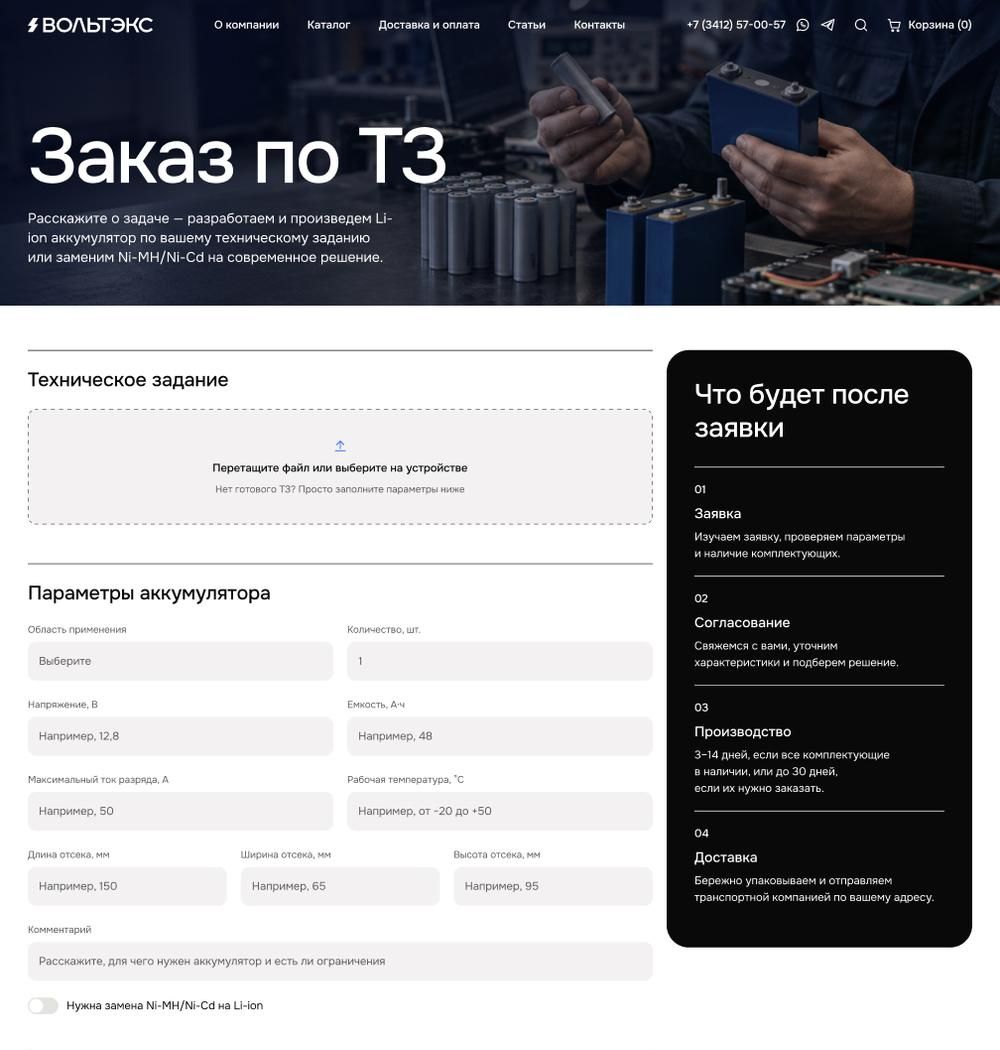 ВОЛЬТЭКС
О компании
Каталог
Доставка и оплата
Статьи
Контакты
+7 (3412) 57-00-57
Корзина (0)
Заказ по ТЗ
Расскажите о задаче — разработаем и произведем Li-
ion аккумулятор по вашему техническому заданию
или заменим Ni-MH/Ni-Cd на современное решение.
Техническое задание
Перетащите файл или выберите на устройстве
Нет готового ТЗ? Просто заполните параметры ниже
Параметры аккумулятора
Область применения
Количество, шт.
Выберите
1
Напряжение, В
Емкость, А·ч
Например, 12,8
Например, 48
Максимальный ток разряда, А
Рабочая температура, °C
Например, 50
Например, от -20 до +50
Длина отсека, мм
Ширина отсека, мм
Высота отсека, мм
Например, 150
Например, 65
Например, 95
Комментарий
Расскажите, для чего нужен аккумулятор и есть ли ограничения
Нужна замена Ni-MH/Ni-Cd на Li-ion
Что будет после
заявки
01
Заявка
Изучаем заявку, проверяем параметры
и наличие комплектующих.
02
Согласование
Свяжемся с вами, уточним
характеристики и подберем решение.
03
Производство
3–14 дней, если все комплектующие
в наличии, или до 30 дней,
если их нужно заказать.
04
Доставка
Бережно упаковываем и отправляем
транспортной компанией по вашему адресу.